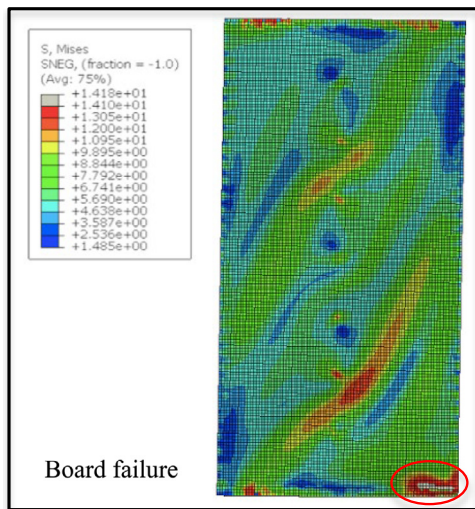 S, Mises
SNEG, (fraction = -1.0)
(Avg: 75%)
+1.418e+01
+1.410e+01
+1.305e+01
+1.200e+01
+1.095e+01
+9.895e+00
+8.844e+00
+7.792e+00
+6.741e+00
+5.690e+00
+4.638e+00
+3.587e+00
+2.536e+00
+1.485e+00
Board failure